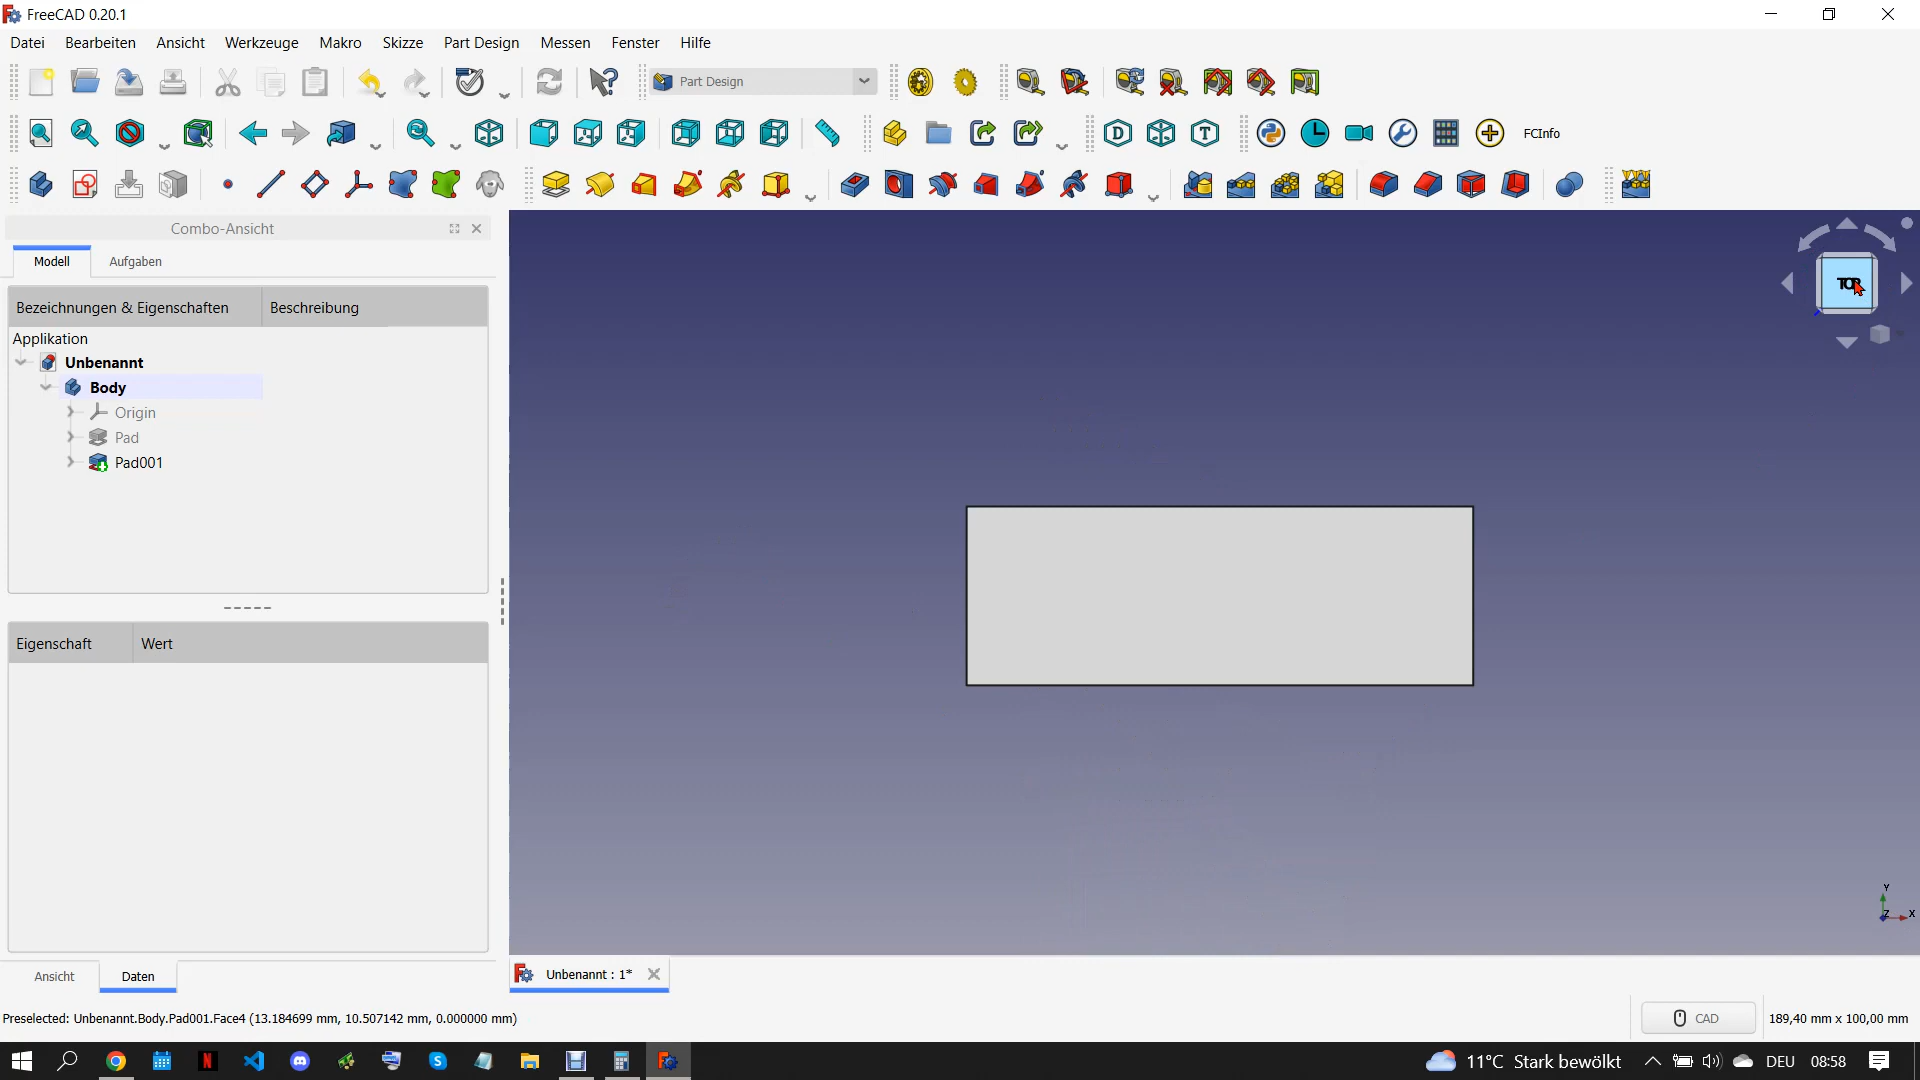 FreeCAD 0.20.1
Datei Bearbeiten Ansicht Werkzeuge Makro Skizze Part Design Messen Fenster Hilfe
Part Design
D T FCInfo
Combo-Ansicht
Modell Aufgaben
Bezeichnungen & Eigenschaften Beschreibung
Applikation
Unbenannt
Body
Origin
Pad
Pad001
Eigenschaft Wert
Ansicht Daten
TOP
Y
Z X
Unbenannt : 1*
Preselected: Unbenannt.Body.Pad001.Face4 (13.184699 mm, 10.507142 mm, 0.000000 mm)
CAD 189,40 mm x 100,00 mm
N S 11°C Stark bewölkt DEU 08:58